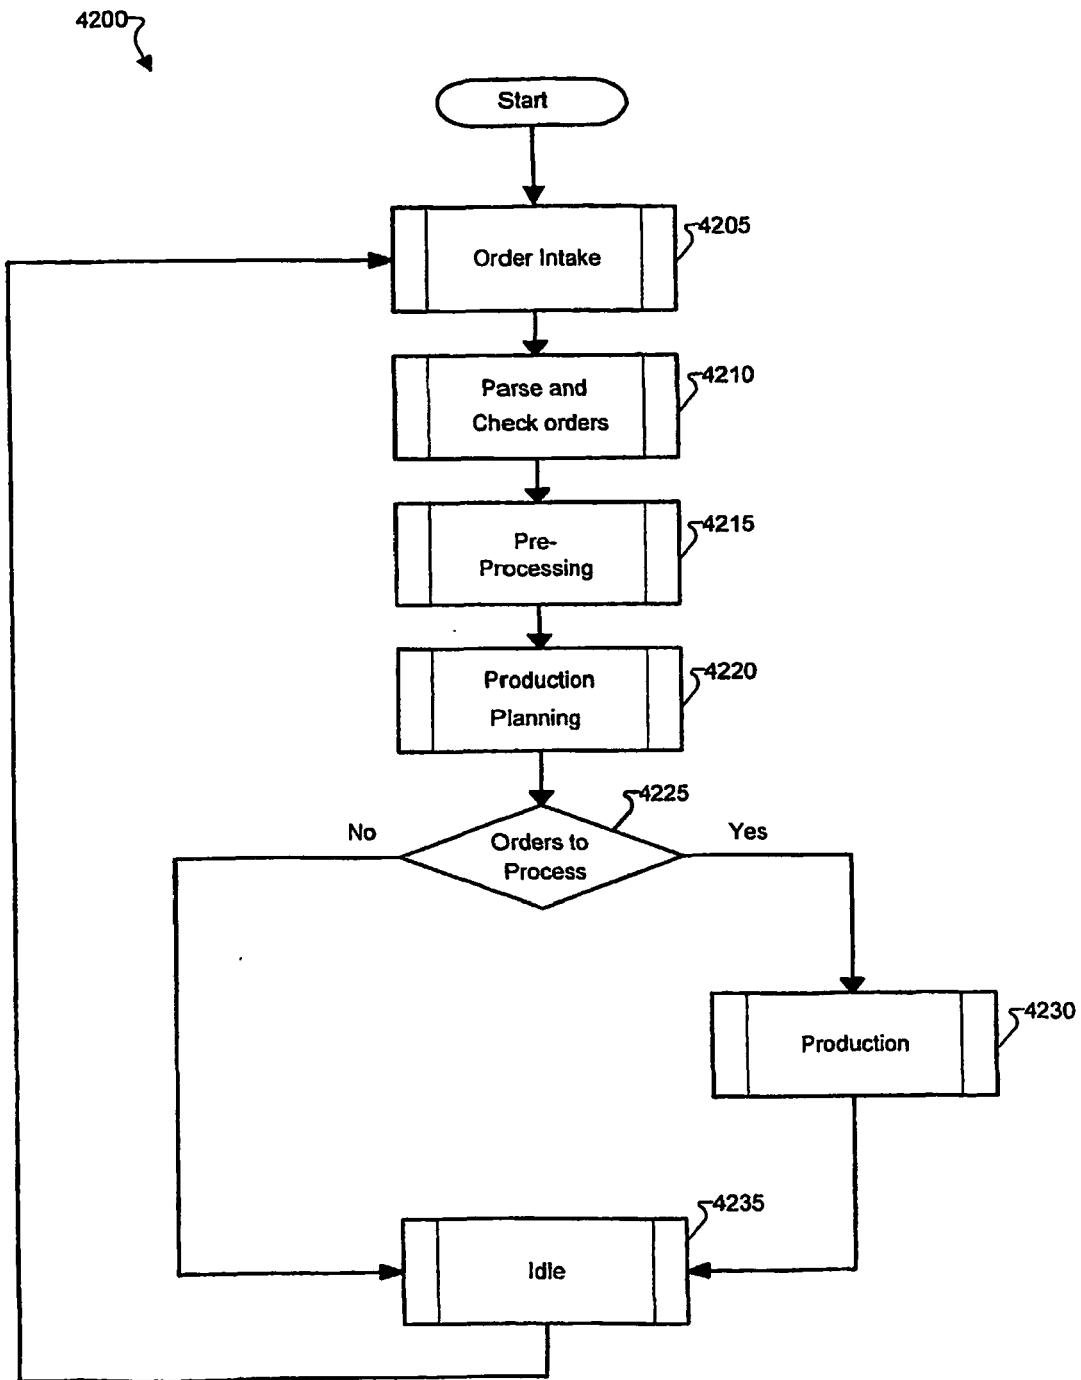 4200
Start
Order Intake
4205
Parse and
Check orders
4210
Pre-
Processing
4215
Production
Planning
4220
4225
No
Orders to
Process
Yes
Production
4230
4235
Idle